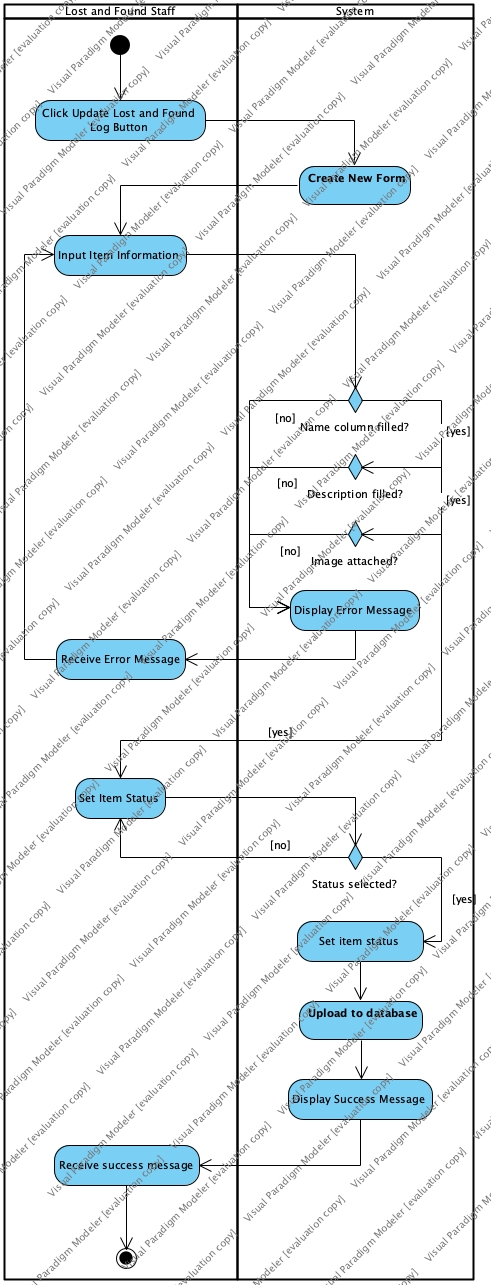 Lost and Found Staff
System
Click Update Lost and Found
Log Button
Create New Form
Input Item Information
[no]
Name column filled?
[yes]
[no]
Description filled?
[yes]
[no]
Image attached?
Display Error Message
Receive Error Message
[yes]
Set Item Status
[no]
Status selected?
[yes]
Set item status
Upload to database
Display Success Message
Receive success message
Visual Paradigm Modeler [evaluation copy]